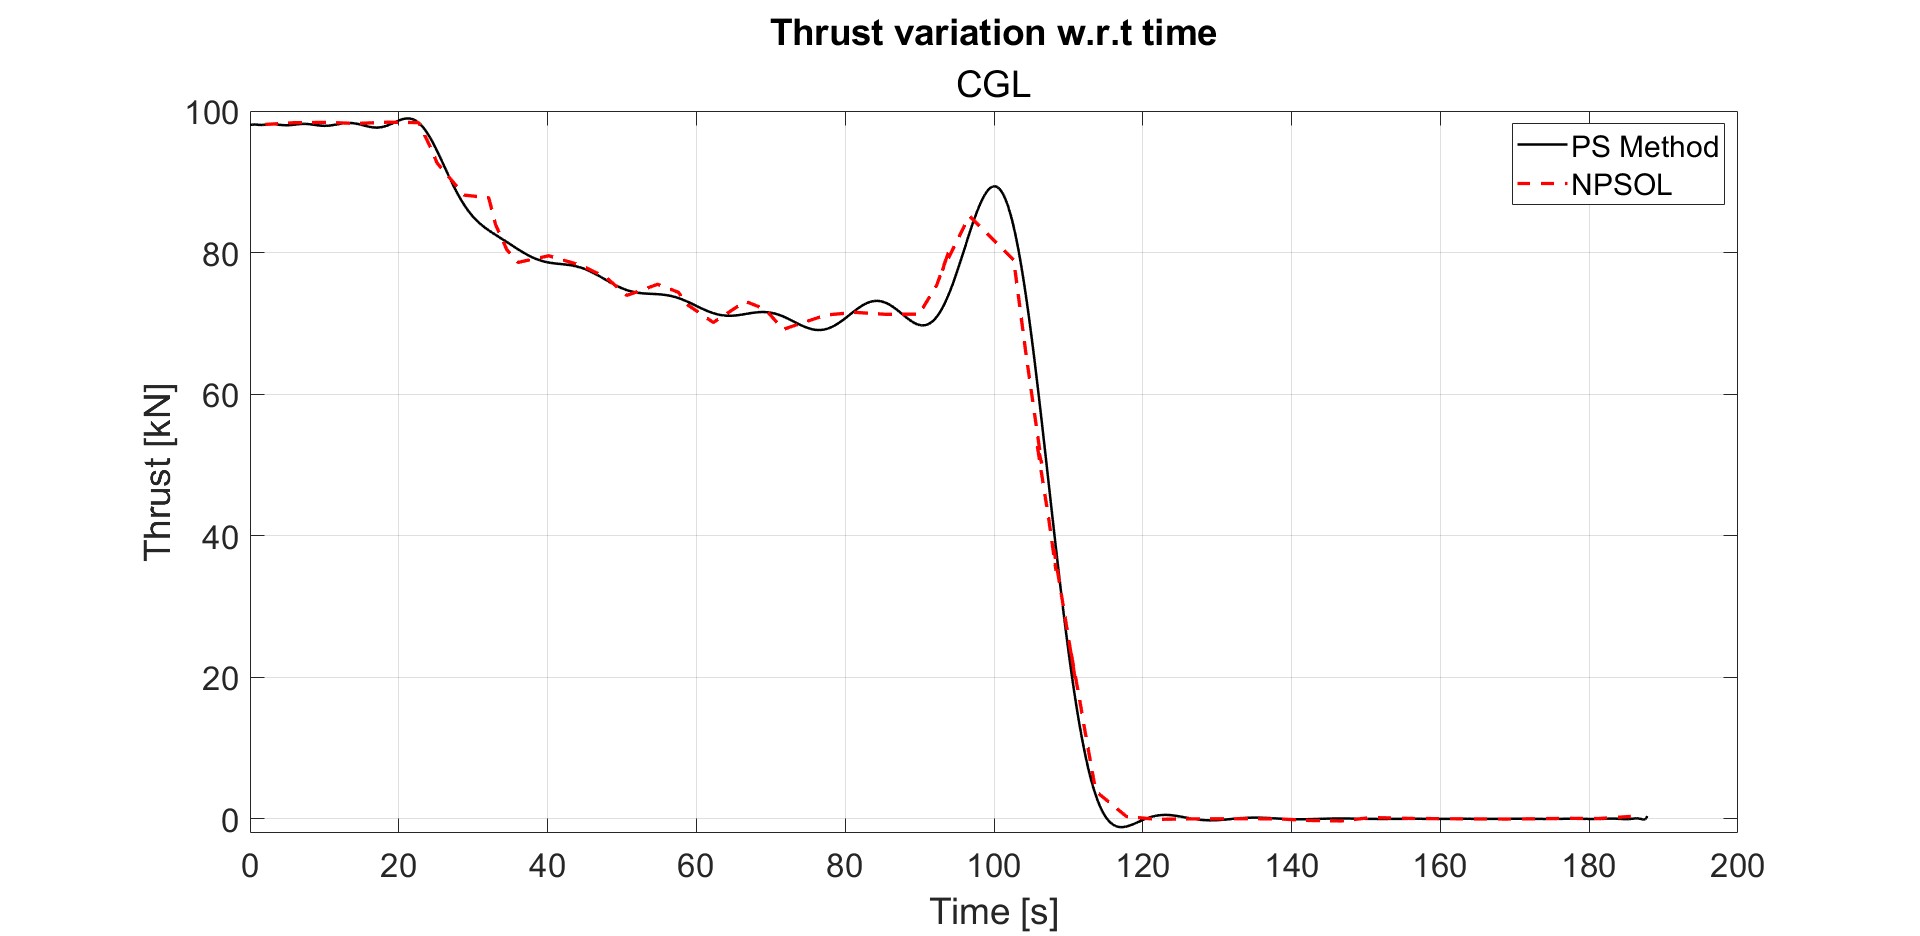 Thrust variation w.r.t time
CGL
PS Method
NPSOL
Thrust [kN]
100
80
60
40
20
0
0 20 40 60 80 100 120 140 160 180 200
Time [s]